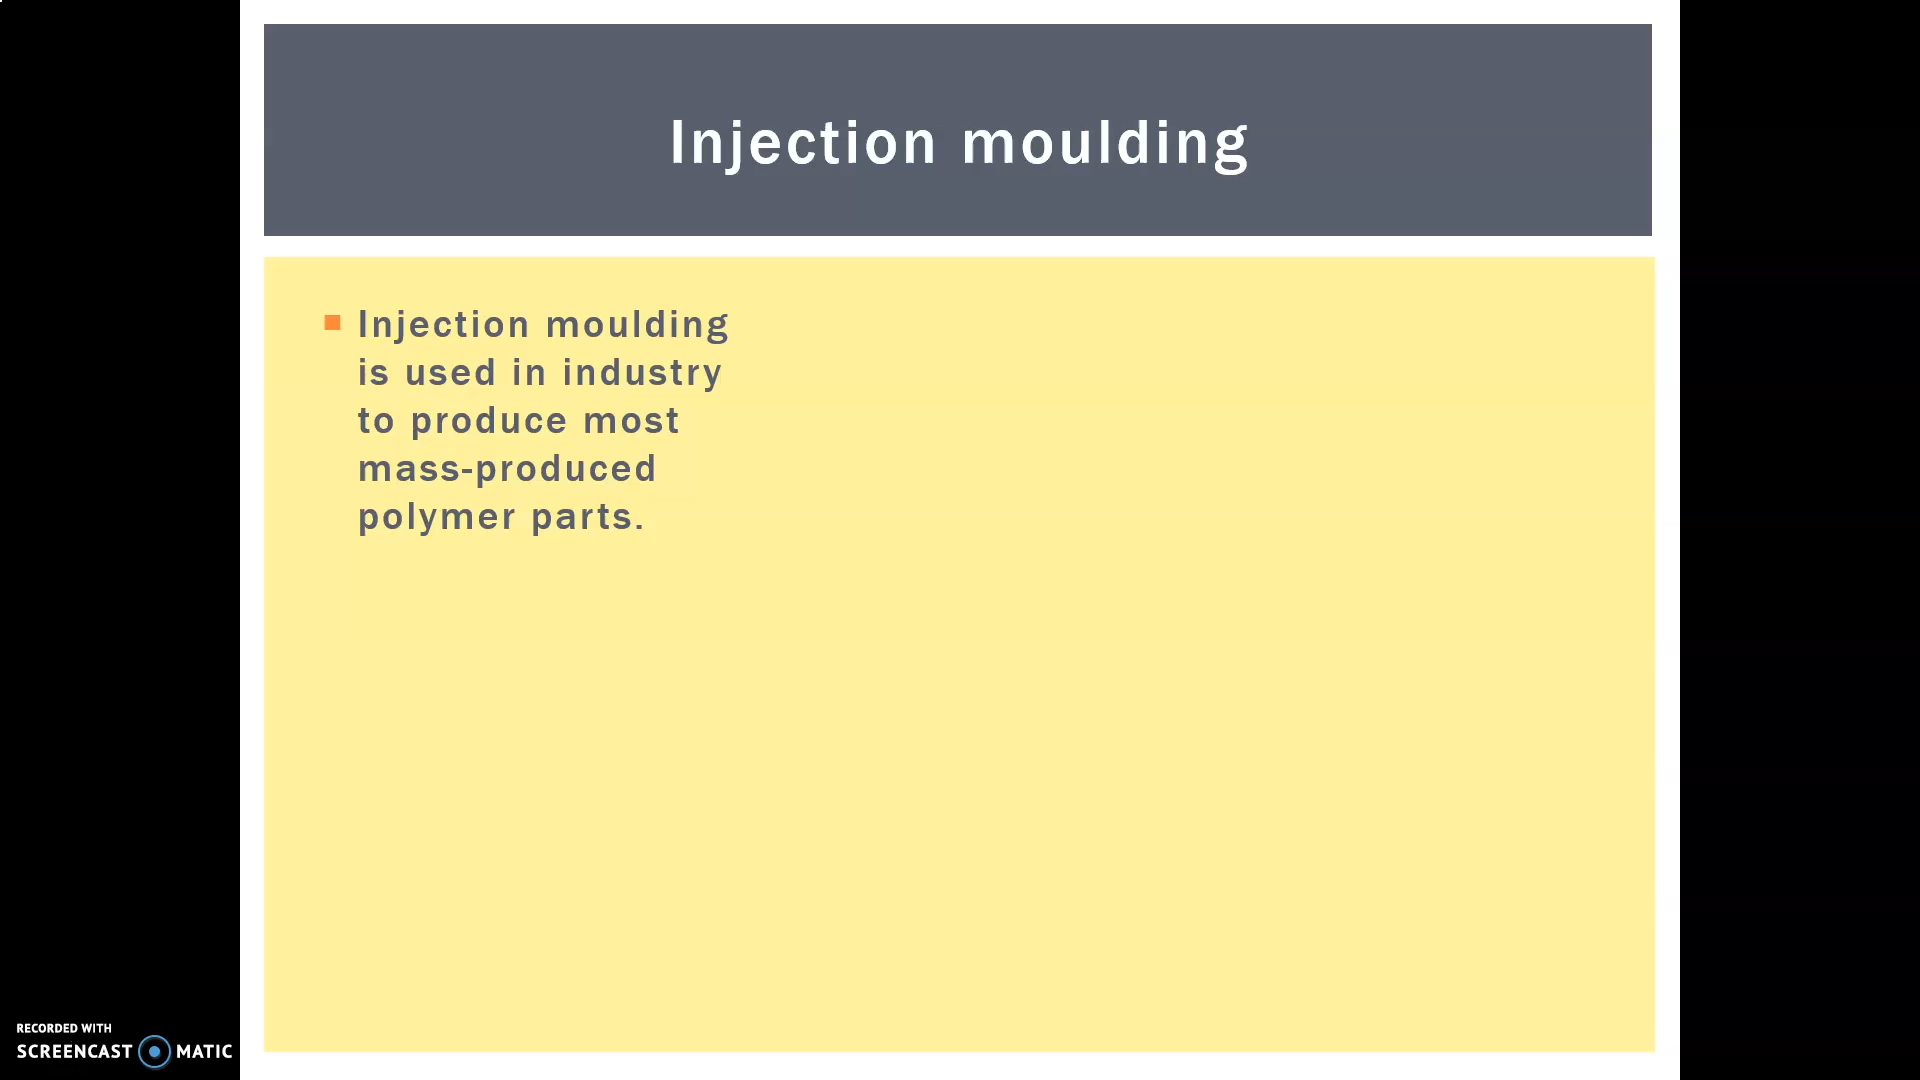 Injection moulding
Injection moulding
is used in industry
to produce most
mass-produced
polymer parts.
RECORDED WITH
SCREENCAST MATIC